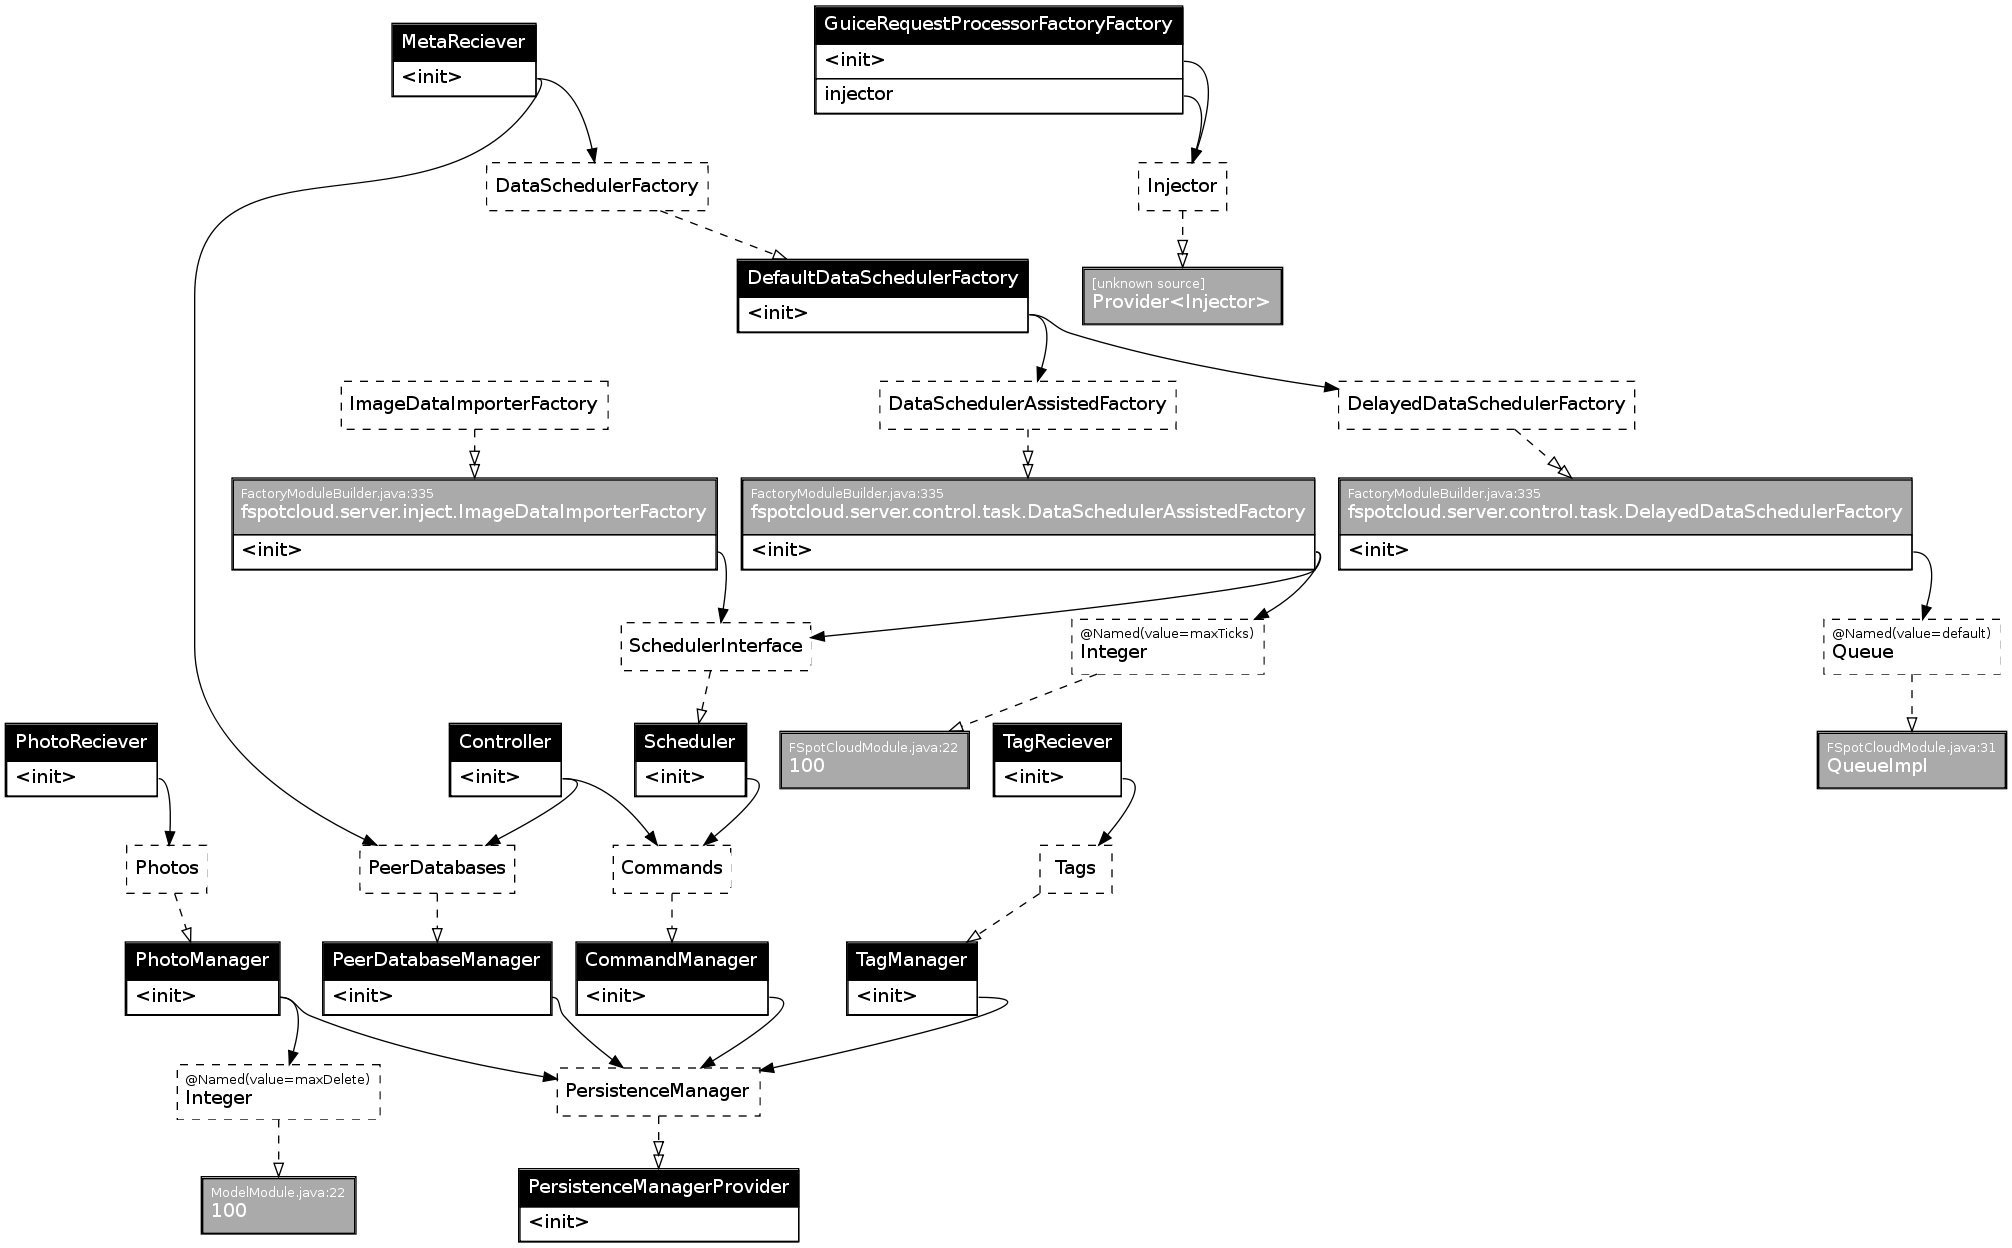 MetaReciever
<init>
GuiceRequestProcessorFactoryFactory
<init>
injector
DataSchedulerFactory
Injector
DefaultDataSchedulerFactory
<init>
[unknown source]
Provider<Injector>
ImageDataImporterFactory
DataSchedulerAssistedFactory
DelayedDataSchedulerFactory
FactoryModuleBuilder.java:335
fspotcloud.server.inject.ImageDataImporterFactory
<init>
FactoryModuleBuilder.java:335
fspotcloud.server.control.task.DataSchedulerAssistedFactory
<init>
FactoryModuleBuilder.java:335
fspotcloud.server.control.task.DelayedDataSchedulerFactory
<init>
SchedulerInterface
@Named(value=maxTicks)
Integer
@Named(value=default)
Queue
PhotoReciever
<init>
Controller
<init>
Scheduler
<init>
FSpotCloudModule.java:22
100
TagReciever
<init>
FSpotCloudModule.java:31
QueueImpl
Photos
PeerDatabases
Commands
Tags
PhotoManager
<init>
PeerDatabaseManager
<init>
CommandManager
<init>
TagManager
<init>
@Named(value=maxDelete)
Integer
PersistenceManager
ModelModule.java:22
100
PersistenceManagerProvider
<init>